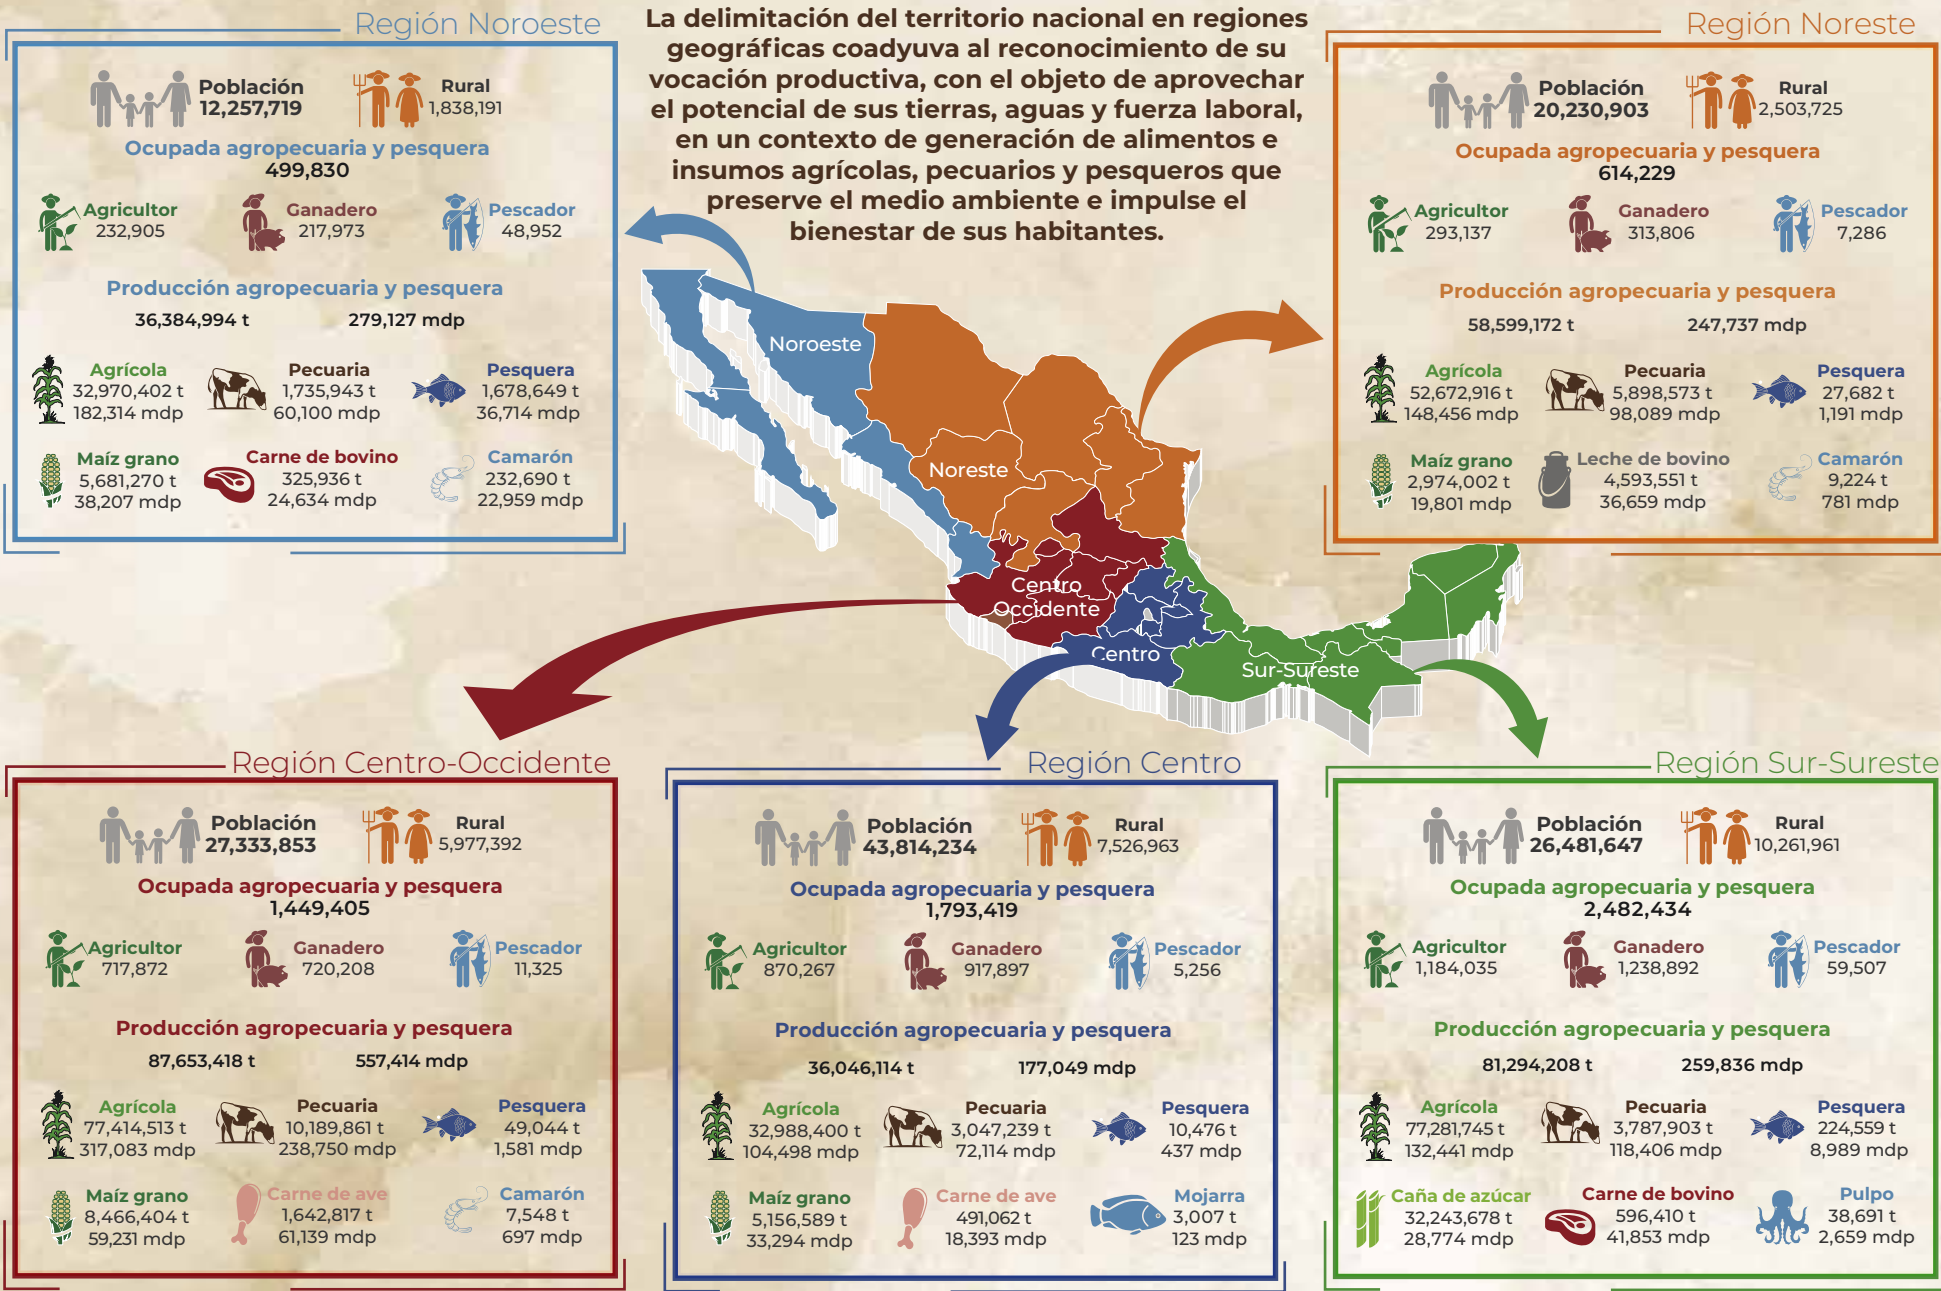 Región Noroeste
Población
12,257,719
Rural
1,838,191
Ocupada agropecuaria y pesquera
499,830
Agricultor
232,905
Ganadero
217,973
Pescador
48,952
Producción agropecuaria y pesquera
36,384,994 t
279,127 mdp
Agrícola
32,970,402 t
182,314 mdp
Pecuaria
1,735,943 t
60,100 mdp
Pesquera
1,678,649 t
36,714 mdp
Maíz grano
5,681,270 t
38,207 mdp
Carne de bovino
325,936 t
24,634 mdp
Camarón
232,690 t
22,959 mdp
La delimitación del territorio nacional en regiones
geográficas coadyuva al reconocimiento de su
vocación productiva, con el objeto de aprovechar
el potencial de sus tierras, aguas y fuerza laboral,
en un contexto de generación de alimentos e
insumos agrícolas, pecuarios y pesqueros que
preserve el medio ambiente e impulse el
bienestar de sus habitantes.
Región Noreste
Población
20,230,903
Rural
2,503,725
Ocupada agropecuaria y pesquera
614,229
Agricultor
293,137
Ganadero
313,806
Pescador
7,286
Producción agropecuaria y pesquera
58,599,172 t
247,737 mdp
Agrícola
52,672,916 t
148,456 mdp
Pecuaria
5,898,573 t
98,089 mdp
Pesquera
27,682 t
1,191 mdp
Maíz grano
2,974,002 t
19,801 mdp
Leche de bovino
4,593,551 t
36,659 mdp
Camarón
9,224 t
781 mdp
Noroeste
Noreste
Centro
Occidente
Centro
Sur-Sureste
Región Centro-Occidente
Población
27,333,853
Rural
5,977,392
Ocupada agropecuaria y pesquera
1,449,405
Agricultor
717,872
Ganadero
720,208
Pescador
11,325
Producción agropecuaria y pesquera
87,653,418 t
557,414 mdp
Agrícola
77,414,513 t
317,083 mdp
Pecuaria
10,189,861 t
238,750 mdp
Pesquera
49,044 t
1,581 mdp
Maíz grano
8,466,404 t
59,231 mdp
Carne de ave
1,642,817 t
61,139 mdp
Camarón
7,548 t
697 mdp
Región Centro
Población
43,814,234
Rural
7,526,963
Ocupada agropecuaria y pesquera
1,793,419
Agricultor
870,267
Ganadero
917,897
Pescador
5,256
Producción agropecuaria y pesquera
36,046,114 t
177,049 mdp
Agrícola
32,988,400 t
104,498 mdp
Pecuaria
3,047,239 t
72,114 mdp
Pesquera
10,476 t
437 mdp
Maíz grano
5,156,589 t
33,294 mdp
Carne de ave
491,062 t
18,393 mdp
Mojarra
3,007 t
123 mdp
Región Sur-Sureste
Población
26,481,647
Rural
10,261,961
Ocupada agropecuaria y pesquera
2,482,434
Agricultor
1,184,035
Ganadero
1,238,892
Pescador
59,507
Producción agropecuaria y pesquera
81,294,208 t
259,836 mdp
Agrícola
77,281,745 t
132,441 mdp
Pecuaria
3,787,903 t
118,406 mdp
Pesquera
224,559 t
8,989 mdp
Caña de azúcar
32,243,678 t
28,774 mdp
Carne de bovino
596,410 t
41,853 mdp
Pulpo
38,691 t
2,659 mdp